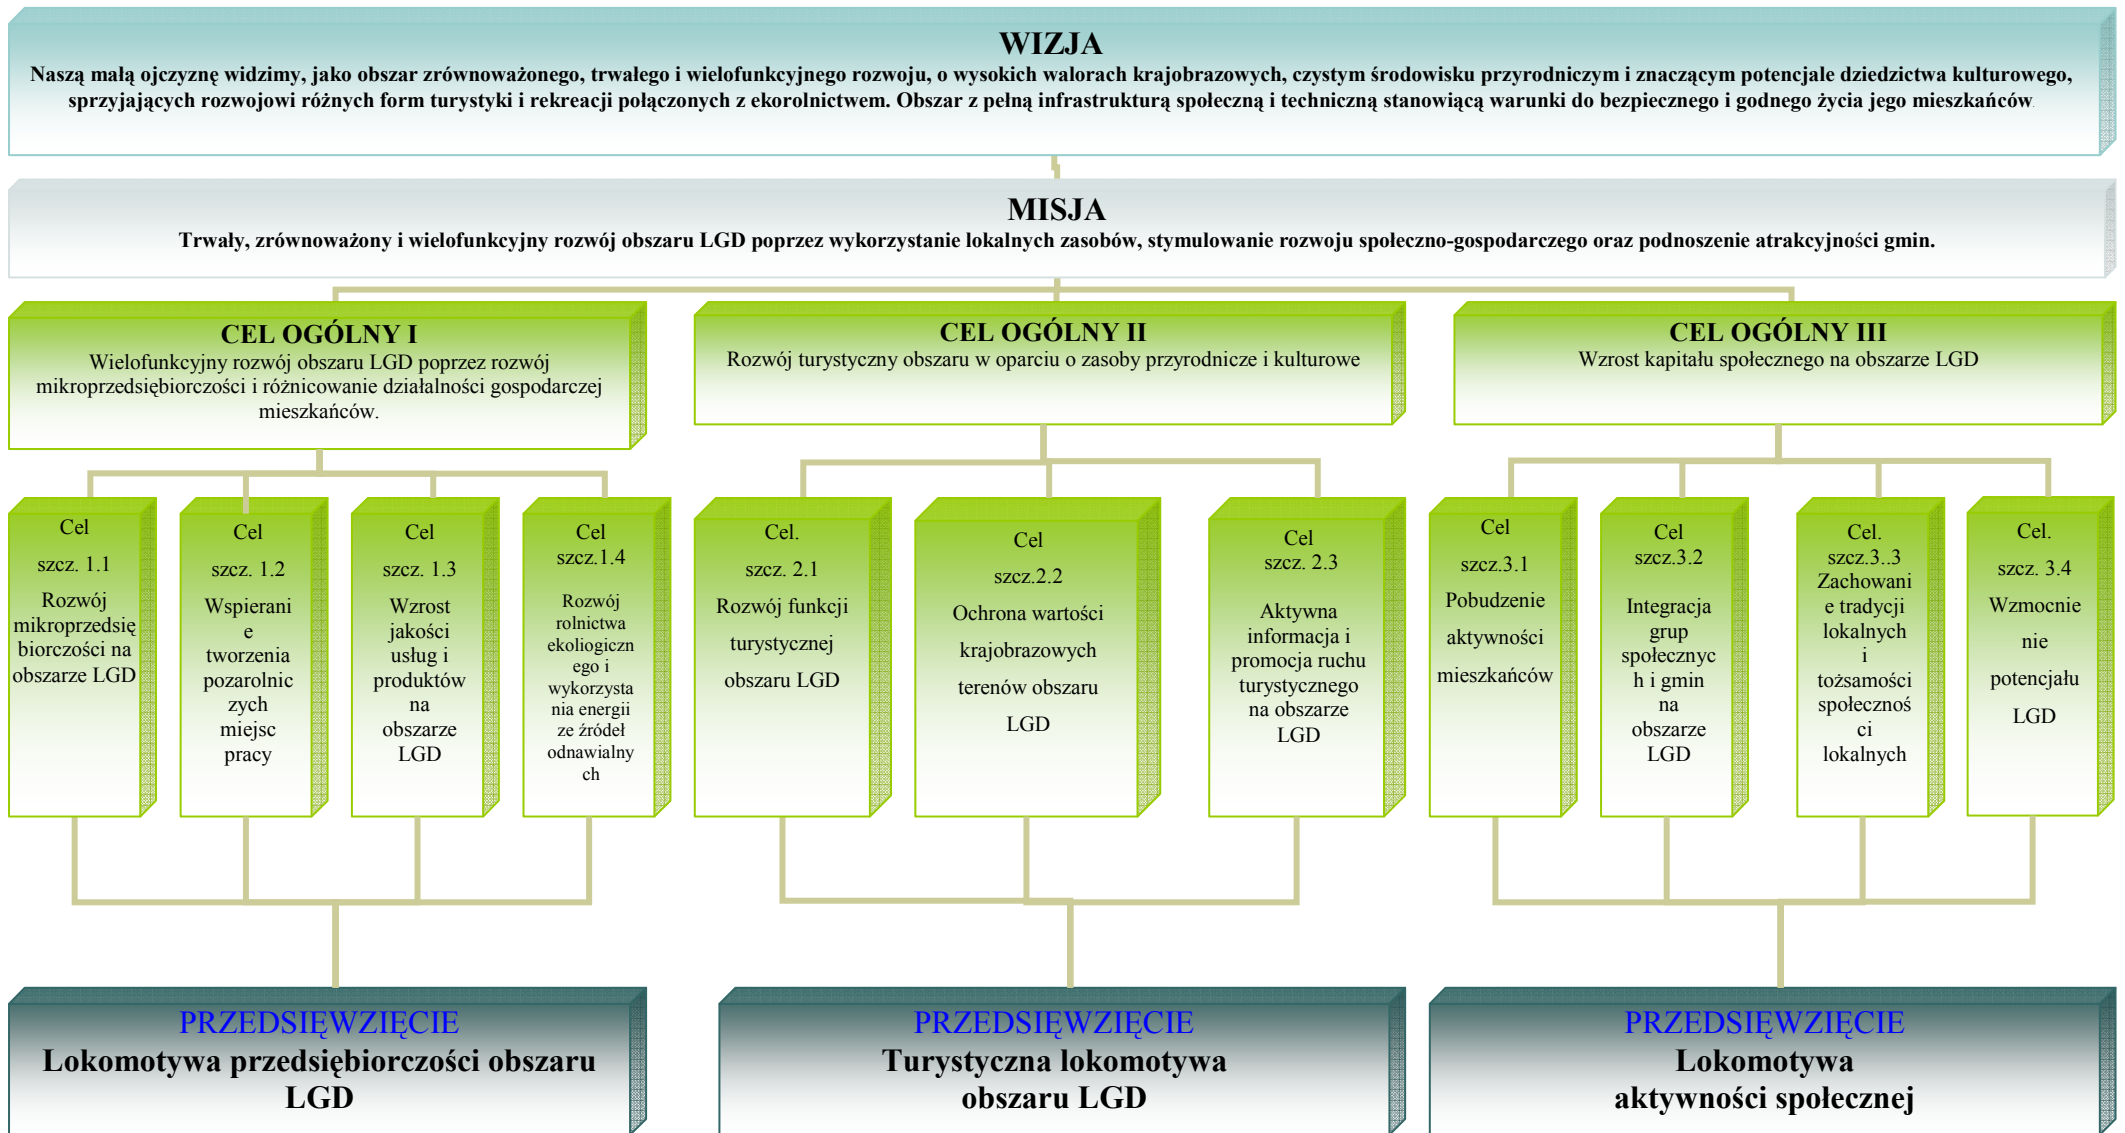 WIZJA
Naszą małą ojczyznę widzimy, jako obszar zrównoważonego, trwałego i wielofunkcyjnego rozwoju, o wysokich walorach krajobrazowych, czystym środowisku przyrodniczym i znaczącym potencjale dziedzictwa kulturowego,
sprzyjających rozwojowi różnych form turystyki i rekreacji połączonych z ekorolnictwem. Obszar z pełną infrastrukturą społeczną i techniczną stanowiącą warunki do bezpiecznego i godnego życia jego mieszkańców.
MISJA
Trwały, zrównoważony i wielofunkcyjny rozwój obszaru LGD poprzez wykorzystanie lokalnych zasobów, stymulowanie rozwoju społeczno-gospodarczego oraz podnoszenie atrakcyjności gmin.
CEL OGÓLNY I
Wielofunkcyjny rozwój obszaru LGD poprzez rozwój
mikroprzedsiębiorczości i różnicowanie działalności gospodarczej
mieszkańców.
CEL OGÓLNY II
Rozwój turystyczny obszaru w oparciu o zasoby przyrodnicze i kulturowe
CEL OGÓLNY III
Wzrost kapitału społecznego na obszarze LGD
Cel
szcz. 1.1
Rozwój
mikroprzedsię
biorczości na
obszarze LGD
Cel
szcz. 1.2
Wspierani
e
tworzenia
pozarolnic
zych
miejsc
pracy
Cel
szcz. 1.3
Wzrost
jakości
usług i
produktów
na
obszarze
LGD
Cel
szcz.1.4
Rozwój
rolnictwa
ekoliogiczn
ego i
wykorzysta
nia energii
ze źródeł
odnawialny
ch
Cel.
szcz. 2.1
Rozwój funkcji
turystycznej
obszaru LGD
Cel
szcz.2.2
Ochrona wartości
krajobrazowych
terenów obszaru
LGD
Cel
szcz. 2.3
Aktywna
informacja i
promocja ruchu
turystycznego
na obszarze
LGD
Cel
szcz.3.1
Pobudzenie
aktywności
mieszkańców
Cel
szcz.3.2
Integracja
grup
społecznyc
h i gmin
na
obszarze
LGD
Cel.
szcz.3..3
Zachowani
e tradycji
lokalnych
i
tożsamości
społecznoś
ci
lokalnych
Cel.
szcz. 3.4
Wzmocnie
nie
potencjału
LGD
PRZEDSIĘWZIĘCIE
Lokomotywa przedsiębiorczości obszaru
LGD
PRZEDSIĘWZIĘCIE
Turystyczna lokomotywa
obszaru LGD
PRZEDSIĘWZIĘCIE
Lokomotywa
aktywności społecznej